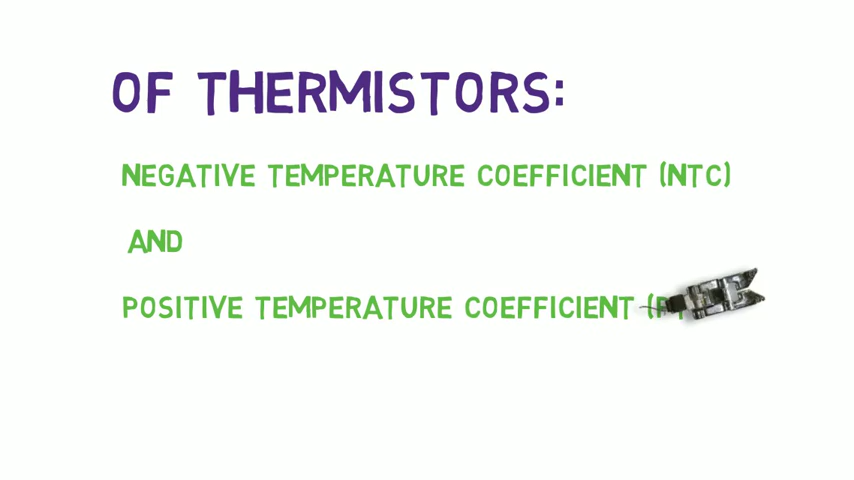 OF THERMISTORS:
NEGATIVE TEMPERATURE COEFFICIENT (NTC)
AND
POSITIVE TEMPERATURE COEFFICIENT